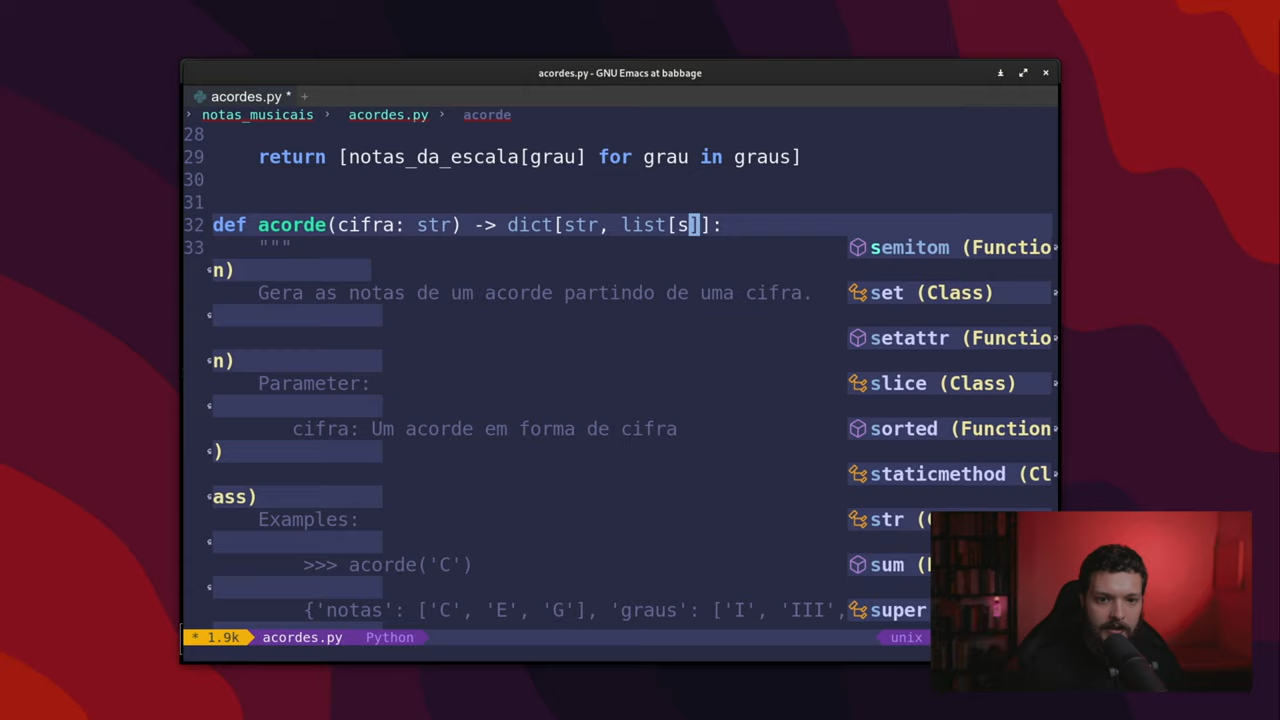 acordes.py - GNU Emacs at babbage
acordes.py * +
› notas_musicais › acordes.py › acorde
28
29 return [notas_da_escala[grau] for grau in graus]
30
31
32 def acorde(cifra: str) -> dict[str, list[s]]:
33 """ semitom (Functio
n)
Gera as notas de um acorde partindo de uma cifra. set (Class)
setattr (Functio
n)
Parameter: slice (Class)
cifra: Um acorde em forma de cifra sorted (Function
)
staticmethod (Cl
ass)
Examples: str (
>>> acorde('C') sum (
{'notas': ['C', 'E', 'G'], 'graus': ['I', 'III', super
* 1.9k acordes.py Python unix